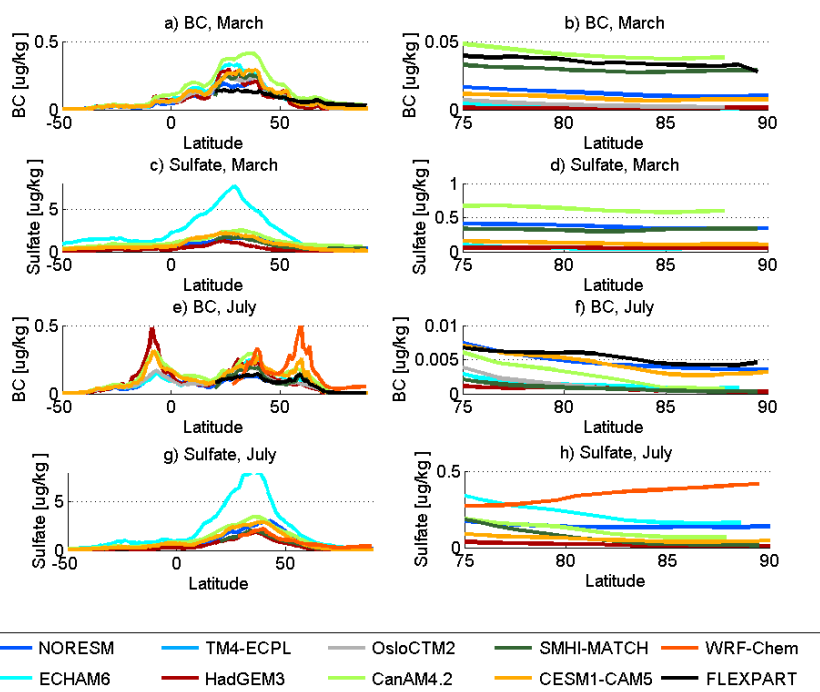 a) BC, March
b) BC, March
BC [ug/kg ]
0.5
0
-50
0
50
Latitude
BC [ug/kg ]
0.05
0
75
80
85
90
Latitude
c) Sulfate, March
d) Sulfate, March
Sulfate [ug/kg ]
5
0
-50
0
50
Latitude
Sulfate [ug/kg ]
1
0.5
0
75
80
85
90
Latitude
e) BC, July
f) BC, July
BC [ug/kg ]
0.5
0
-50
0
50
Latitude
BC [ug/kg ]
0.01
0.005
0
75
80
85
90
Latitude
g) Sulfate, July
h) Sulfate, July
Sulfate [ug/kg ]
5
0
-50
0
50
Latitude
Sulfate [ug/kg ]
0.5
0
75
80
85
90
Latitude
NORESM TM4-ECPL OsloCTM2 SMHI-MATCH WRF-Chem
ECHAM6 HadGEM3 CanAM4.2 CESM1-CAM5 FLEXPART